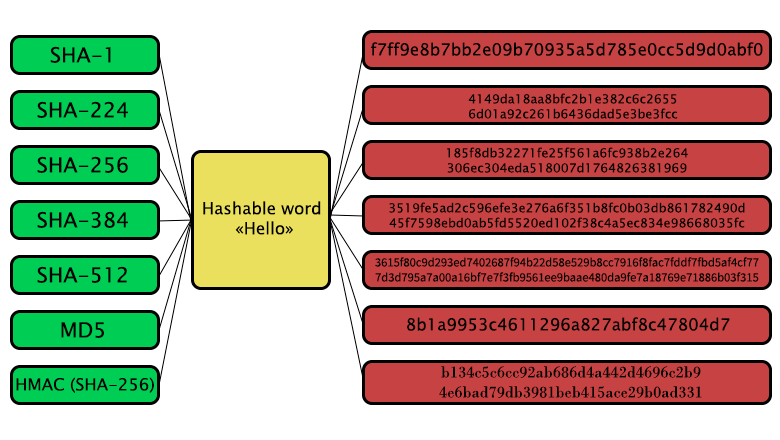 SHA-1
SHA-224
SHA-256
SHA-384
SHA-512
MD5
HMAC (SHA-256)
Hashable word
«Hello»
f7ff9e8b7bb2e09b70935a5d785e0cc5d9d0abf0
4149da18aa8bfc2b1e382c6c2655
6d01a92c261b6436dad5e3be3fcc
185f8db32271fe25f561a6fc938b2e264
306ec304eda518007d1764826381969
3519fe5ad2c596efe3e276a6f351b8fc0b03db861782490d
45f7598ebd0ab5fd5520ed102f38c4a5ec834e98668035fc
3615f80c9d293ed7402687f94b22d58e529b8cc7916f8fac7fddf7fbd5af4cf77
7d3d795a7a00a16bf7e7f3fb9561ee9baae480da9fe7a18769e71886b03f315
8b1a9953c4611296a827abf8c47804d7
b134c5c6cc92ab686d4a442d4696c2b9
4e6bad79db3981beb415ace29b0ad331